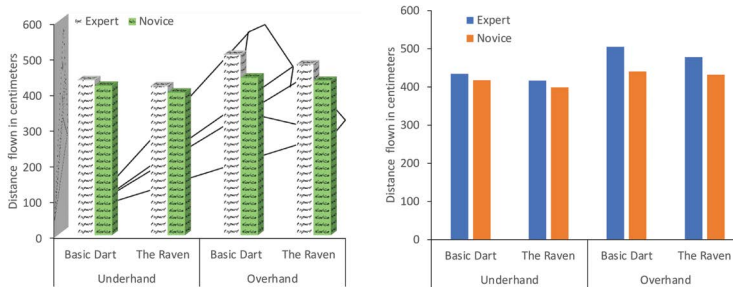 Expert Novice
Distance flown in centimeters
600
500
400
300
200
100
0
Basic Dart The Raven Basic Dart The Raven
Underhand Overhand
Expert
Novice
Distance flown in centimeters
600
500
400
300
200
100
0
Basic Dart The Raven Basic Dart The Raven
Underhand Overhand